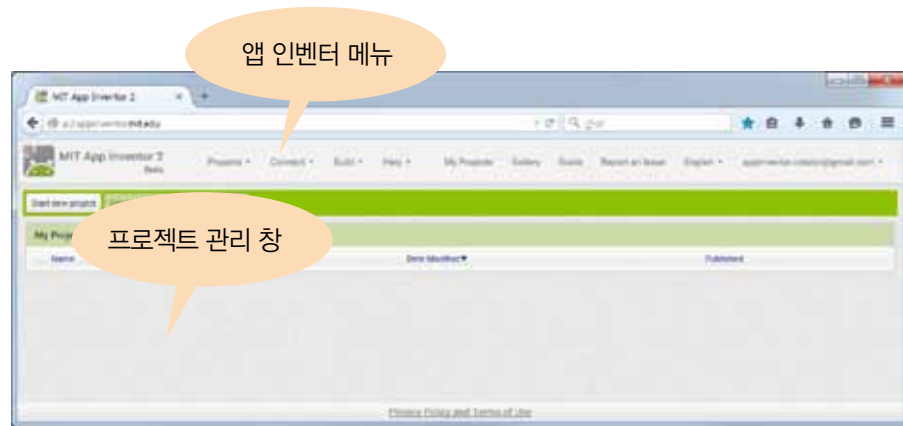 앱 인벤터 메뉴
MIT App Inventor 2
MIT App Inventor 2
Beta
Projects
Connect
Build
Help
My Projects
Gallery
Guide
Report an Issue
English
Start new project
프로젝트 관리 창
Name
Date Modified
Published
Privacy Policy and Terms of Use